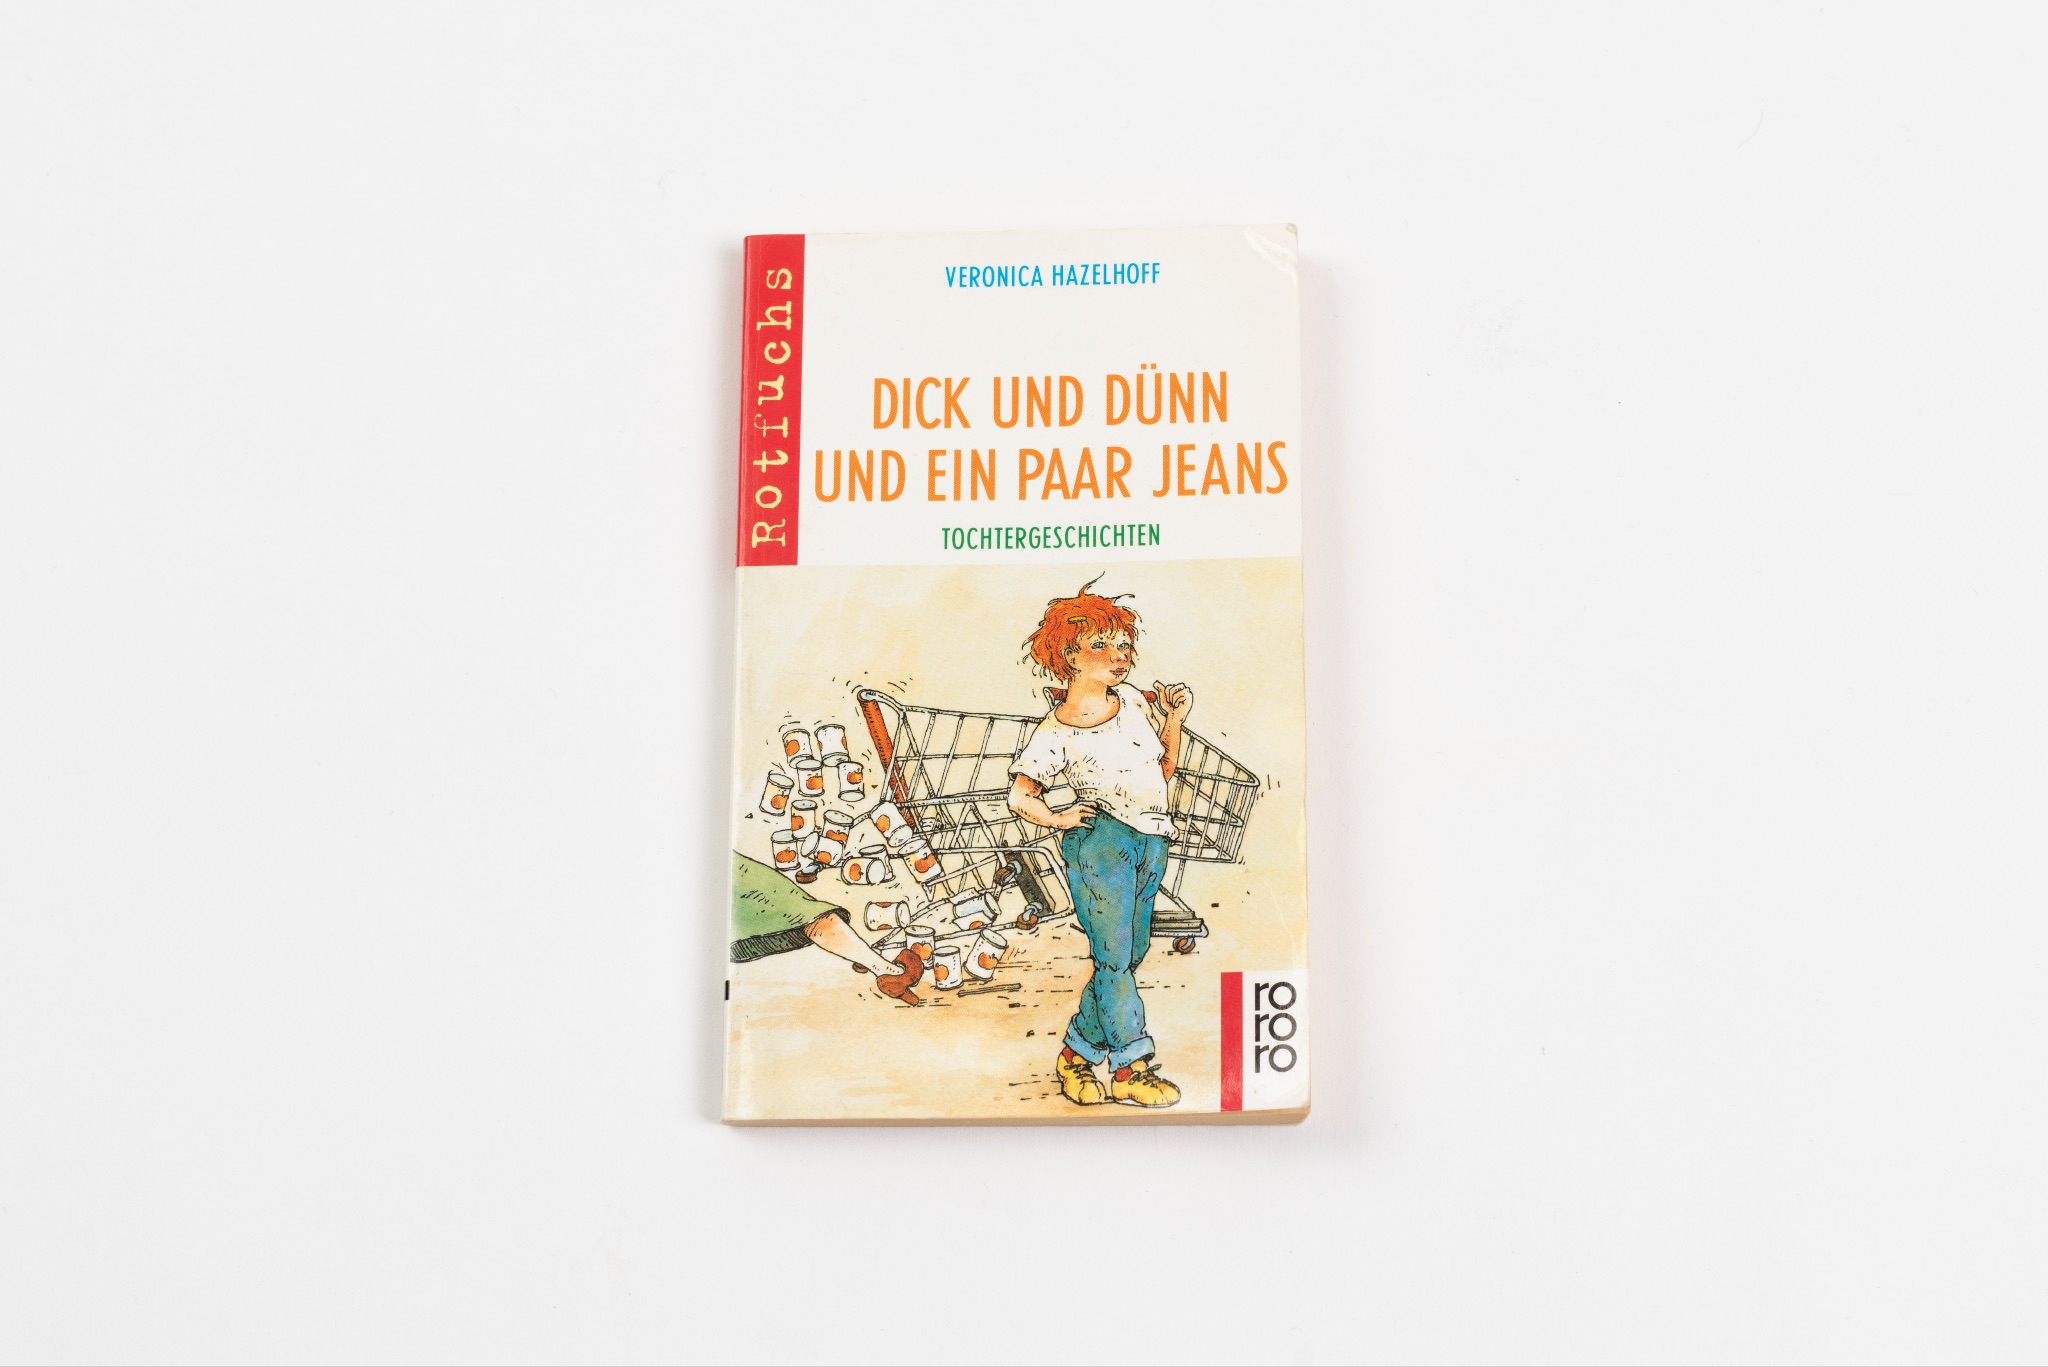 Rotfuchs
VERONICA HAZELHOFF
DICK UND DÜNN
UND EIN PAAR JEANS
TOCHTERGESCHICHTEN
ro
ro
ro